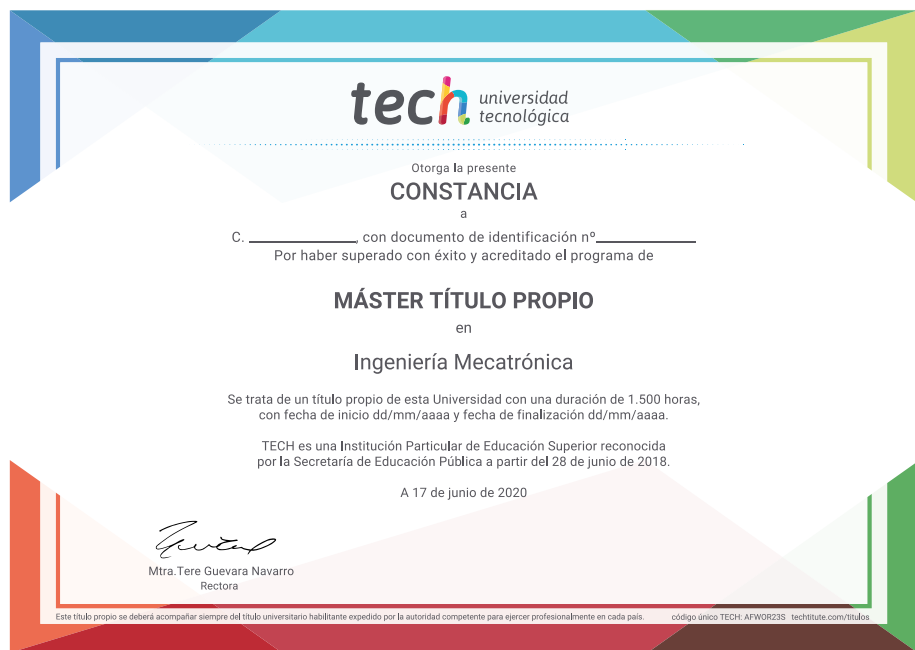 tech universidad
tecnológica
Otorga la presente
CONSTANCIA
a
C. ____________, con documento de identificación nº____________
Por haber superado con éxito y acreditado el programa de
MÁSTER TÍTULO PROPIO
en
Ingeniería Mecatrónica
Se trata de un título propio de esta Universidad con una duración de 1.500 horas,
con fecha de inicio dd/mm/aaaa y fecha de finalización dd/mm/aaaa.
TECH es una Institución Particular de Educación Superior reconocida
por la Secretaría de Educación Pública a partir del 28 de junio de 2018.
A 17 de junio de 2020
Mtra.Tere Guevara Navarro
Rectora
Este título propio se deberá acompañar siempre del título universitario habilitante expedido por la autoridad competente para ejercer profesionalmente en cada país. código único TECH: AFWOR23S techtitute.com/titulos